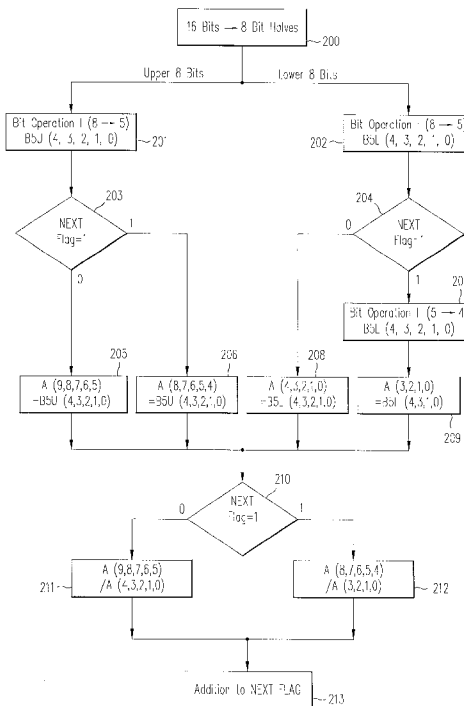 16 Bits → 8 Bit Halves
200
Upper 8 Bits
Lower 8 Bits
Bit Operation I (8 → 5)
B5U (4, 3, 2, 1, 0)
201
Bit Operation I (8 → 5)
B5L (4, 3, 2, 1, 0)
202
203
NEXT
Flag=1
1
0
204
0
NEXT
Flag=1
1
Bit Operation I (5 → 4)
B5L (4, 3, 2, 1, 0)
205
A (9,8,7,6,5)
=B5U (4,3,2,1,0)
206
A (8,7,6,5,4)
=B5U (4,3,2,1,0)
208
A (4,3,2,1,0)
=B5L (4,3,2,1,0)
A (3,2,1,0)
=B5L (4,3,1,0)
209
210
0
NEXT
Flag=1
1
211
A (9,8,7,6,5)
/A (4,3,2,1,0)
A (8,7,6,5,4)
/A (3,2,1,0)
212
Addition to NEXT FLAG
213